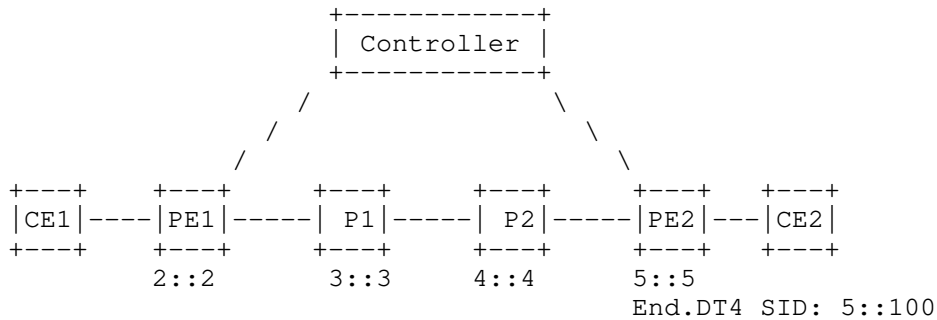 Controller
CE1 PE1 P1 P2 PE2 CE2
2::2 3::3 4::4 5::5
End.DT4 SID: 5::100